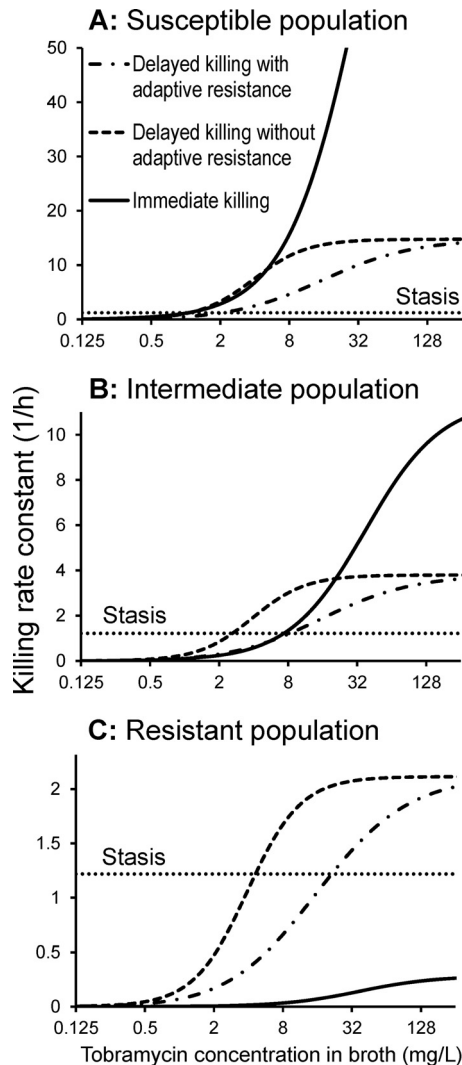 A: Susceptible population
50
40
30
20
10
0
Delayed killing with
adaptive resistance
Delayed killing without
adaptive resistance
Immediate killing
Stasis
0.125 0.5 2 8 32 128
B: Intermediate population
10
8
6
4
2
0
Stasis
0.125 0.5 2 8 32 128
Killing rate constant (1/h)
C: Resistant population
2
1.5
1
0.5
0
Stasis
0.125 0.5 2 8 32 128
Tobramycin concentration in broth (mg/L)